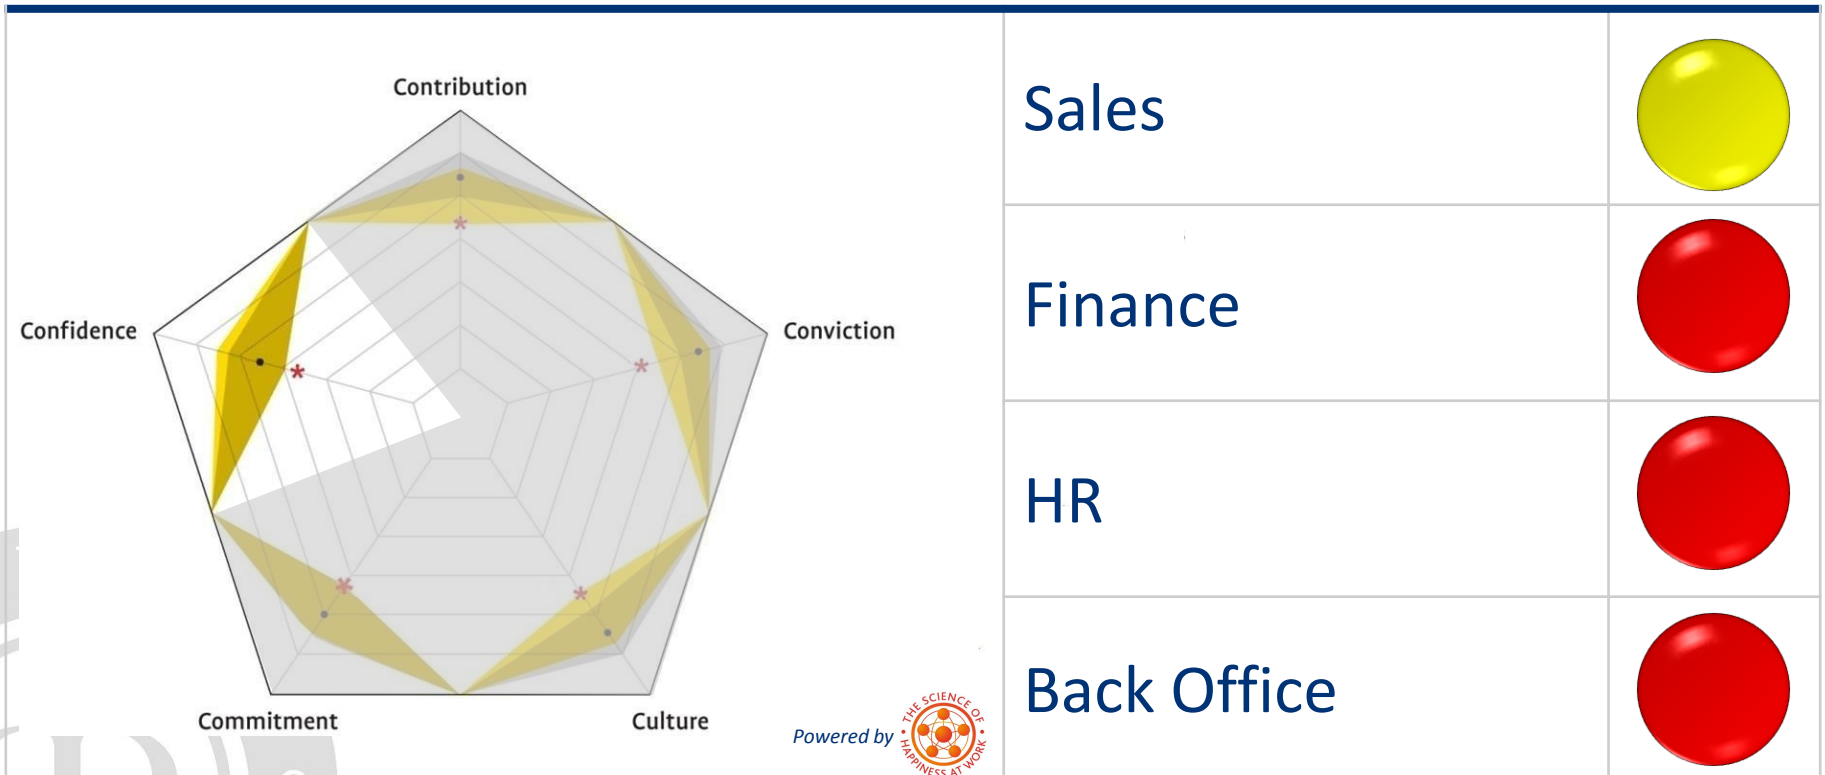 Contribution
Confidence
Conviction
Commitment
Culture
Powered by
THE SCIENCE OF
HAPPINESS AT WORK
Sales
Finance
HR
Back Office